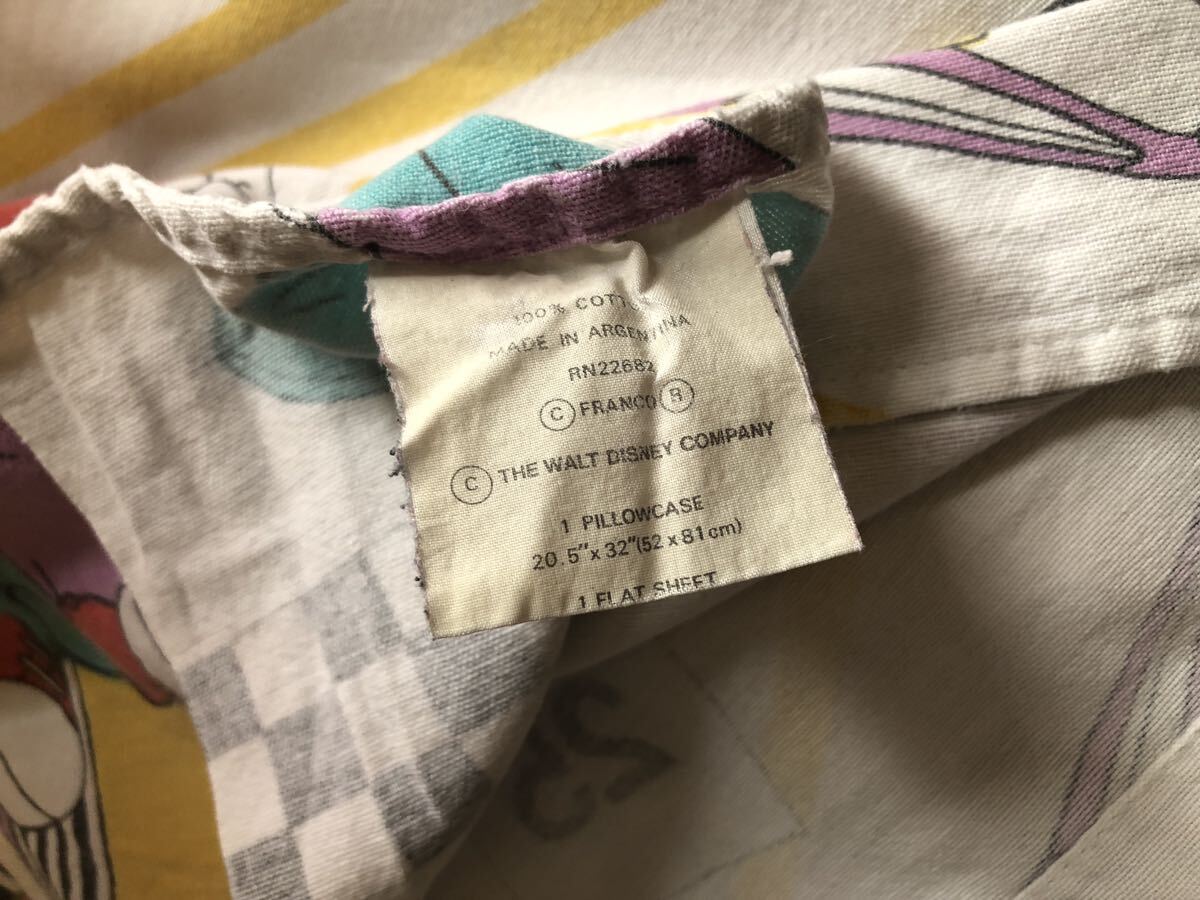 100% COTTON
MADE IN ARGENTINA
RN22682
© FRANCO ®
© THE WALT DISNEY COMPANY
1 PILLOWCASE
20.5"x 32"(52 x 81cm)
1 FLAT SHEET